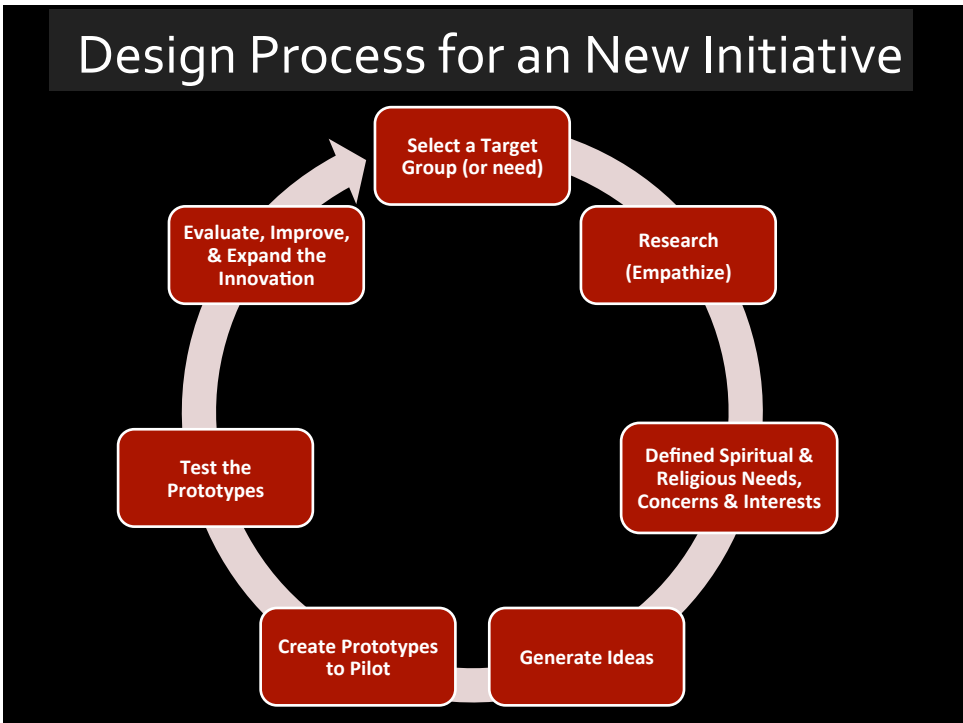 Design Process for an New Initiative
Select a Target
Group (or need)
Research
(Empathize)
Defined Spiritual &
Religious Needs,
Concerns & Interests
Generate Ideas
Create Prototypes
to Pilot
Test the
Prototypes
Evaluate, Improve,
& Expand the
Innovation